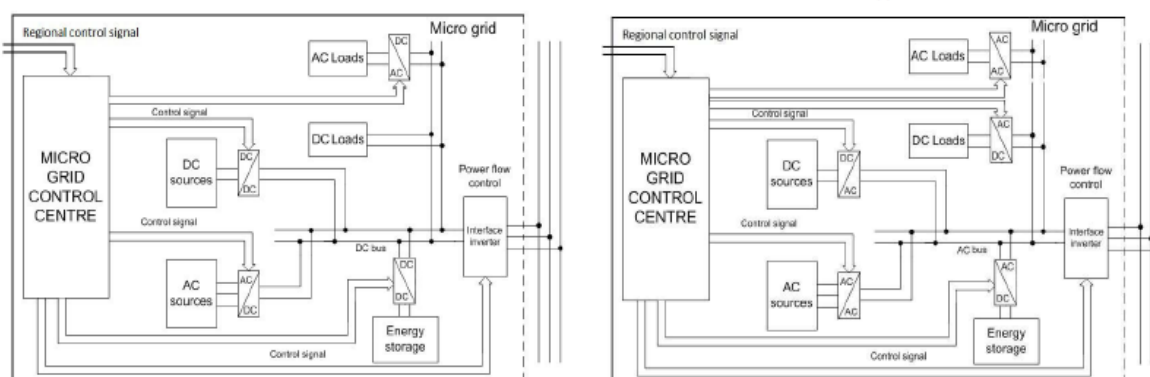 Micro grid
Regional control signal
AC Loads
DC
AC
Control signal
DC Loads
MICRO
GRID
CONTROL
CENTRE
DC
sources
DC
DC
Power flow
control
Control signal
Interface
inverter
DC bus
AC
sources
AC
DC
DC
DC
Energy
storage
Control signal
Micro grid
Regional control signal
AC Loads
AC
AC
Control signal
DC Loads
AC
DC
MICRO
GRID
CONTROL
CENTRE
DC
sources
DC
AC
Power flow
control
Control signal
Interface
inverter
AC bus
AC
sources
AC
AC
AC
DC
Energy
storage
Control signal